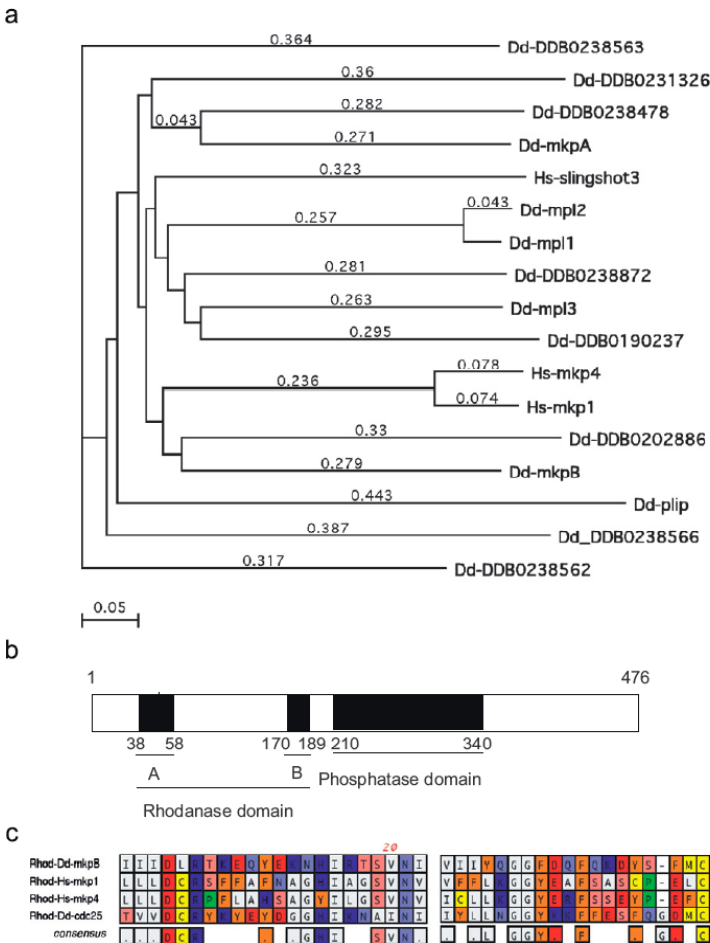 a
0.364
Dd-DDB0238563
0.36
Dd-DDB0231326
0.282
Dd-DDB0238478
0.043
0.271
Dd-mkpA
0.323
Hs-slingshot3
0.043
Dd-mpl2
0.257
Dd-mpl1
0.281
Dd-DDB0238872
0.263
Dd-mpl3
0.295
Dd-DDB0190237
0.078
Hs-mkp4
0.236
0.074
Hs-mkp1
0.33
Dd-DDB0202886
0.279
Dd-mkpB
0.443
Dd-plip
0.387
Dd_DDB0238566
0.317
Dd-DDB0238562
0.05
b
1 476
38 58 170 189 210 340
A B Phosphatase domain
Rhodanase domain
c
20
Rhod-Dd-mkpB
Rhod-Hs-mkp1
Rhod-Hs-mkp4
Rhod-Dd-cdc25
consensus